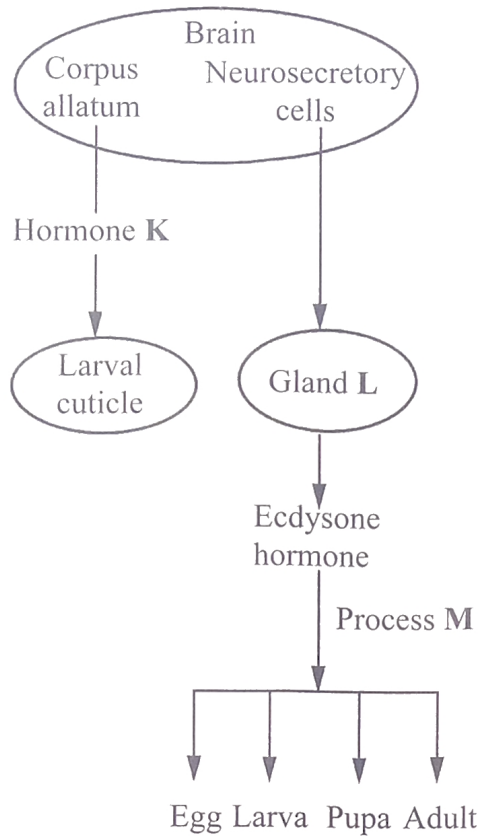 Brain
Corpus
allatum
Neurosecretory
cells
Hormone K
Larval
cuticle
Gland L
Ecdysone
hormone
Process M
Egg Larva Pupa Adult